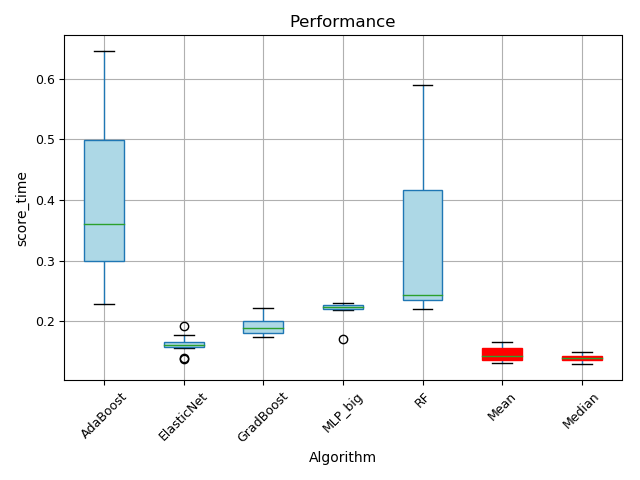 Performance
score_time
0.6
0.5
0.4
0.3
0.2
AdaBoost
ElasticNet
GradBoost
MLP_big
RF
Mean
Median
Algorithm